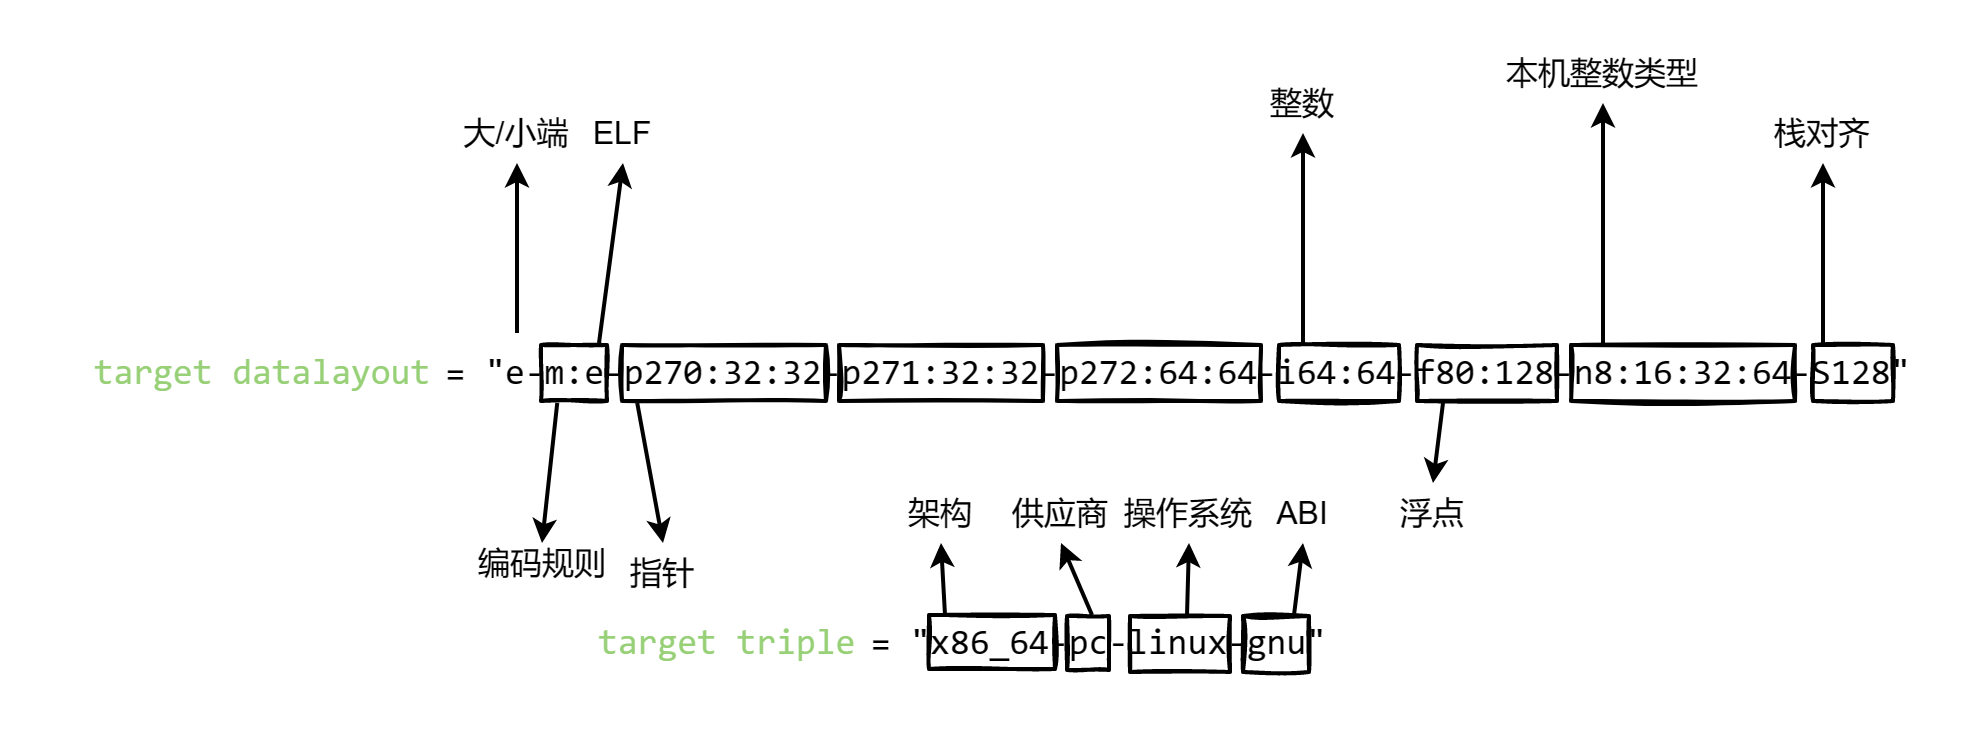 本机整数类型
整数
大/小端 ELF 栈对齐
target datalayout = "e-m:e-p270:32:32-p271:32:32-p272:64:64-i64:64-f80:128-n8:16:32:64-S128"
架构 供应商 操作系统 ABI 浮点
编码规则 指针
target triple = "x86_64-pc-linux-gnu"